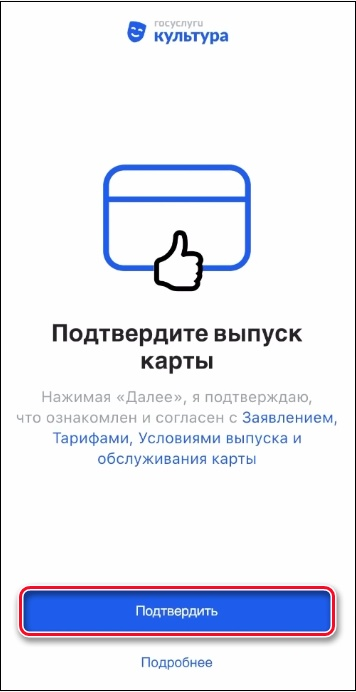 госуслуги
культура
Подтвердите выпуск
карты
Нажимая «Далее», я подтверждаю,
что ознакомлен и согласен с Заявлением,
Тарифами, Условиями выпуска и
обслуживания карты
Подтвердить
Подробнее